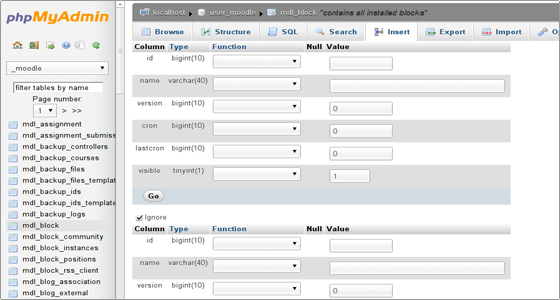 phpMyAdmin
localhost user_moodle mdl_block "contains all installed blocks"
Browse Structure SQL Search Insert Export Import
_moodle
filter tables by name
Page number:
1 > >>
mdl_assignment
mdl_assignment_submiss
mdl_backup_controllers
mdl_backup_courses
mdl_backup_files
mdl_backup_files_templat
mdl_backup_ids
mdl_backup_ids_template
mdl_backup_logs
mdl_block
mdl_block_community
mdl_block_instances
mdl_block_positions
mdl_block_rss_client
mdl_blog_association
mdl_blog_external
Column Type Function Null Value
id bigint(10)
name varchar(40)
version bigint(10) 0
cron bigint(10) 0
lastcron bigint(10) 0
visible tinyint(1) 1
Go
Ignore
Column Type Function Null Value
id bigint(10)
name varchar(40)
version bigint(10) 0